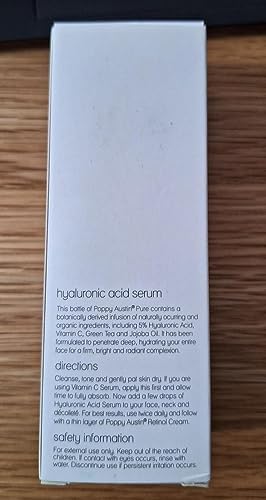 hyaluronic acid serum
This bottle of Poppy Austin® Pure contains a
botanically derived infusion of naturally ocurring and
organic ingredients, including 5% Hyaluronic Acid,
Vitamin C, Green Tea and Jojoba Oil. It has been
formulated to penetrate deep, hydrating your entire
face for a firm, bright and radiant complexion.
directions
Cleanse, tone and gently pat skin dry. If you are
using Vitamin C Serum, apply this first and allow
time to fully absorb. Now add a few drops of
Hyaluronic Acid Serum to your face, neck and
décolleté. For best results, use twice daily and follow
with a thin layer of Poppy Austin® Retinol Cream.
safety information
For external use only. Keep out of the reach of
children. If contact with eyes occurs, rinse with
water. Discontinue use if persistent irritation occurs.